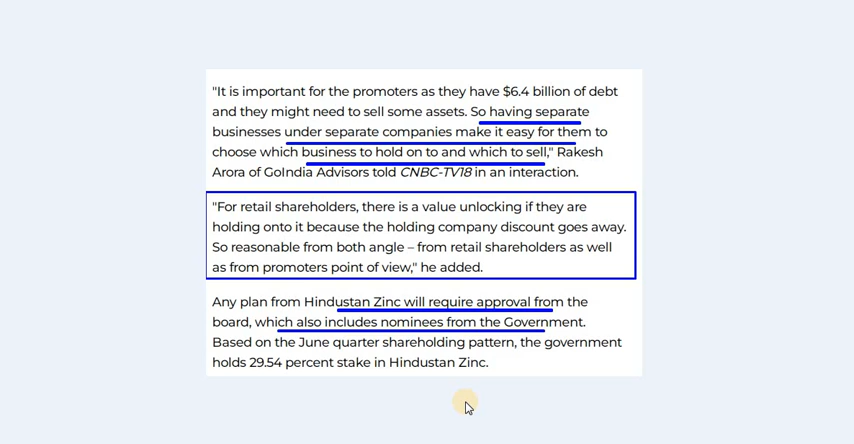 "It is important for the promoters as they have $6.4 billion of debt
and they might need to sell some assets. So having separate
businesses under separate companies make it easy for them to
choose which business to hold on to and which to sell," Rakesh
Arora of GoIndia Advisors told CNBC-TV18 in an interaction.
"For retail shareholders, there is a value unlocking if they are
holding onto it because the holding company discount goes away.
So reasonable from both angle – from retail shareholders as well
as from promoters point of view," he added.
Any plan from Hindustan Zinc will require approval from the
board, which also includes nominees from the Government.
Based on the June quarter shareholding pattern, the government
holds 29.54 percent stake in Hindustan Zinc.